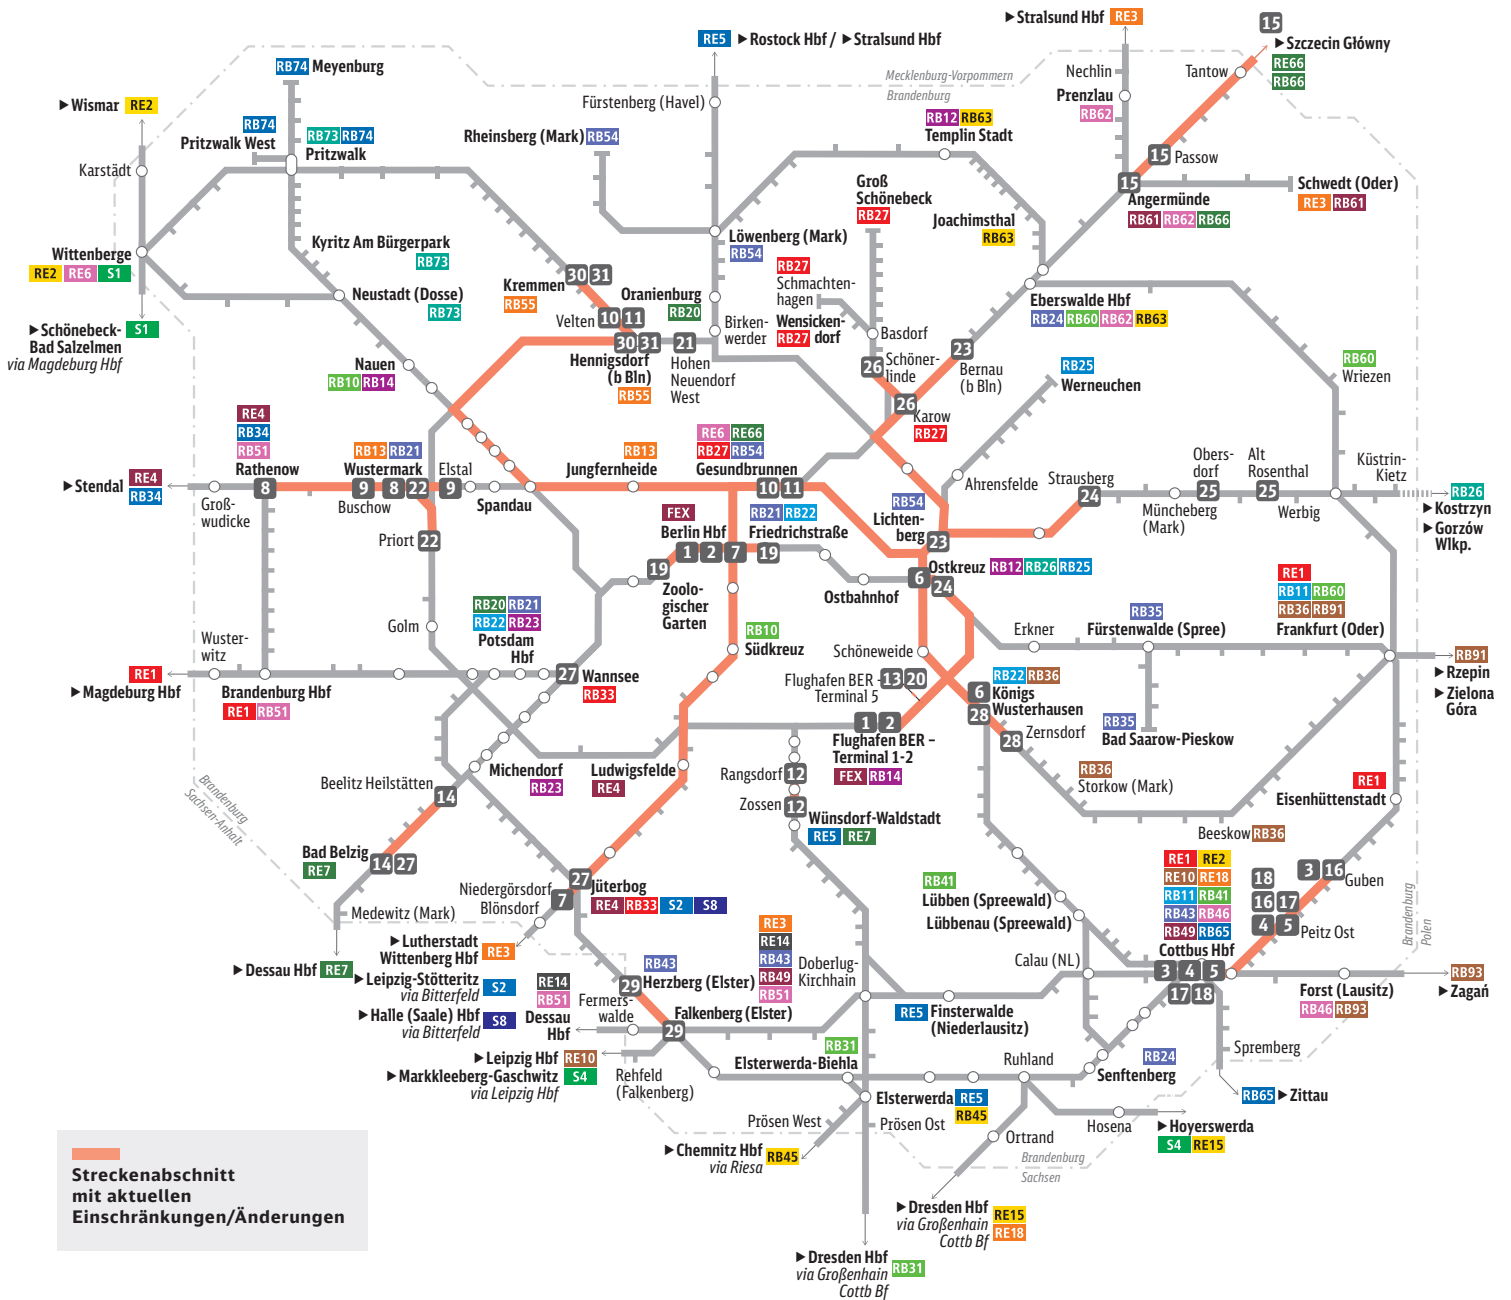 ▶ Stralsund Hbf RE3
15
▶ Szczecin Główny
RE66
RB66
RE5 ▶ Rostock Hbf / ▶ Stralsund Hbf
Mecklenburg-Vorpommern
Brandenburg
Nechlin
Tantow
Prenzlau
RB62
RB74 Meyenburg
▶ Wismar RE2
Fürstenberg (Havel)
RB74
Pritzwalk West
RB73 RB74
Pritzwalk
Rheinsberg (Mark) RB54
RB12 RB63
Templin Stadt
15 Passow
Karstädt
15
Angermünde
RB61 RB62 RB66
Schwedt (Oder)
RE3 RB61
Groß
Schönebeck
RB27
Joachimsthal
RB63
Löwenberg (Mark)
RB54
Kyritz Am Bürgerpark
RB73
Wittenberge
RE2 RE6 S1
Neustadt (Dosse)
RB73
Kremmen
RB55
30 31
Oranienburg
RB20
RB27
Schmachten-
hagen
Wensicken-
dorf
RB27
Basdorf
Eberswalde Hbf
RB24 RB60 RB62 RB63
▶ Schönebeck-
Bad Salzelmen
via Magdeburg Hbf
S1
Velten 10 11
30 31
Hennigsdorf
(b Bln)
RB55
21
Hohen
Neuendorf
West
Birken-
werder
26
Schöner-
linde
23
Bernau
(b Bln)
RB25
Werneuchen
RB60
Wriezen
Nauen
RB10 RB14
26
Karow
RB27
RE4
RB34
RB51
Rathenow
8
RB13 RB21
Wustermark
9 8 22 9
Buschow
Elstal
Spandau
RB13
Jungfernheide
RE6 RE66
RB27 RB54
Gesundbrunnen
10 11
RB21 RB22
Friedrichstraße
▶ Stendal RE4
RB34
Groß-
wudicke
Ahrensfelde
Strausberg
24
Müncheberg
(Mark)
Obers-
dorf
25
Alt
Rosenthal
25
Werbig
Küstrin-
Kietz
RB26
▶ Kostrzyn
▶ Gorzów
Wlkp.
RB54
Lichten-
berg
23
Priort 22
FEX
Berlin Hbf
19 1 2 7 19
Zoolo-
gischer
Garten
Ostbahnhof
6
Ostkreuz RB12 RB26 RB25
24
RE1
RB11 RB60
RB36 RB91
Frankfurt (Oder)
RB35
Fürstenwalde (Spree)
Erkner
Golm
RB20 RB21
RB22 RB23
Potsdam
Hbf
27 Wannsee
RB33
RB10
Südkreuz
Schöneweide
Flughafen BER -
Terminal 5
13 20
RB22 RB36
6 Königs
Wusterhausen
28
28 Zernsdorf
RB35
Bad Saarow-Pieskow
RB91
▶ Rzepin
▶ Zielona
Góra
RE1
▶ Magdeburg Hbf
Wuster-
witz
Brandenburg Hbf
RE1 RB51
1 2
Flughafen BER –
Terminal 1-2
FEX RB14
Brandenburg
Sachsen-Anhalt
Beelitz Heilstätten
14
Michendorf
RB23
Ludwigsfelde
RE4
Rangsdorf 12
Zossen 12
Wünsdorf-Waldstadt
RE5 RE7
RB36
Storkow (Mark)
RE1
Eisenhüttenstadt
Beeskow RB36
Bad Belzig
RE7
14 27
Medewitz (Mark)
▶ Dessau Hbf RE7
27
Jüterbog
RE4 RB33 S2 S8
Niedergörsdorf
Blönsdorf
7
▶ Lutherstadt
Wittenberg Hbf
RE3
▶ Leipzig-Stötteritz
via Bitterfeld
S2
▶ Halle (Saale) Hbf
via Bitterfeld
S8
RB41
Lübben (Spreewald)
Lübbenau (Spreewald)
RE1 RE2
RE10 RE18
RB11 RB41
RB43 RB46
RB49 RB65
Cottbus Hbf
3 4 5
17 18
18
16 17
4 5
Peitz Ost
3 16
Guben
Brandenburg
Polen
RB43
Herzberg (Elster)
29
RE14
RB51
Dessau
Hbf
Fermers-
walde
RE3
RE14
RB43
RB49
RB51
Falkenberg (Elster)
29
Doberlug-
Kirchhain
Calau (NL)
RE5 Finsterwalde
(Niederlausitz)
Forst (Lausitz)
RB46 RB93
RB93
▶ Zagań
▶ Leipzig Hbf RE10
▶ Markkleeberg-Gaschwitz S4
via Leipzig Hbf
Rehfeld
(Falkenberg)
RB31
Elsterwerda-Biehla
Ruhland
RB24
Senftenberg
Spremberg
RB65 ▶ Zittau
Elsterwerda RE5
RB45
Prösen West
Prösen Ost
▶ Chemnitz Hbf
via Riesa
RB45
Ortrand
Hosena
▶ Hoyerswerda
S4 RE15
Brandenburg
Sachsen
▶ Dresden Hbf
via Großenhain
Cottb Bf
RE15
RE18
▶ Dresden Hbf
via Großenhain
Cottb Bf
RB31
Streckenabschnitt
mit aktuellen
Einschränkungen/Änderungen